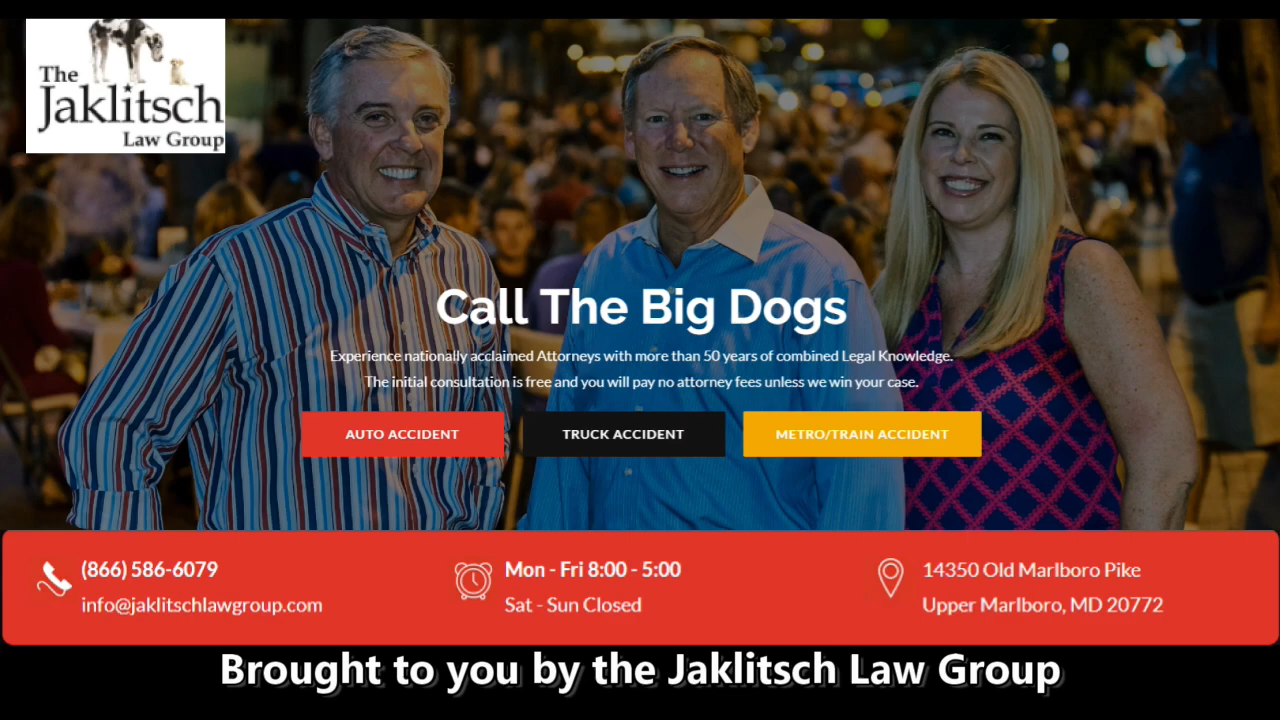 The
Jaklitsch
Law Group
Call The Big Dogs
Experience nationally acclaimed Attorneys with more than 50 years of combined Legal Knowledge.
The initial consultation is free and you will pay no attorney fees unless we win your case.
AUTO ACCIDENT
TRUCK ACCIDENT
METRO/TRAIN ACCIDENT
(866) 586-6079
info@jaklitschlawgroup.com
Mon - Fri 8:00 - 5:00
Sat - Sun Closed
14350 Old Marlboro Pike
Upper Marlboro, MD 20772
Brought to you by the Jaklitsch Law Group